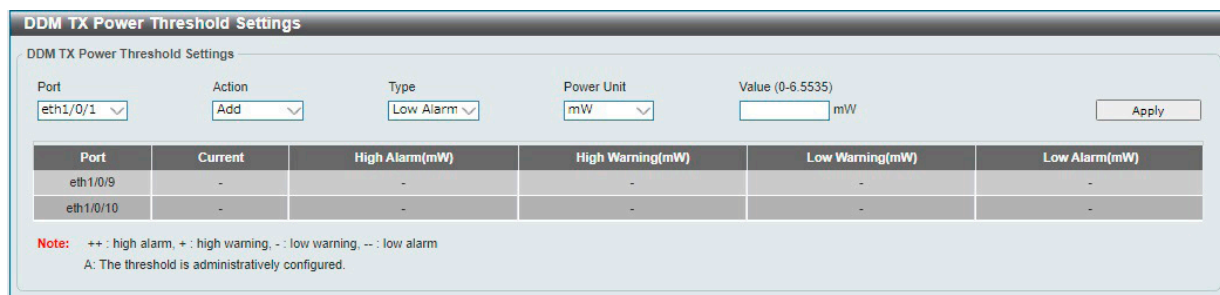 DDM TX Power Threshold Settings
DDM TX Power Threshold Settings
Port Action Type Power Unit Value (0-6.5535)
eth1/0/1 Add Low Alarm mW mW Apply
Port Current High Alarm(mW) High Warning(mW) Low Warning(mW) Low Alarm(mW)
eth1/0/9 - - - - -
eth1/0/10 - - - - -
Note: ++ : high alarm, + : high warning, - : low warning, -- : low alarm
A: The threshold is administratively configured.